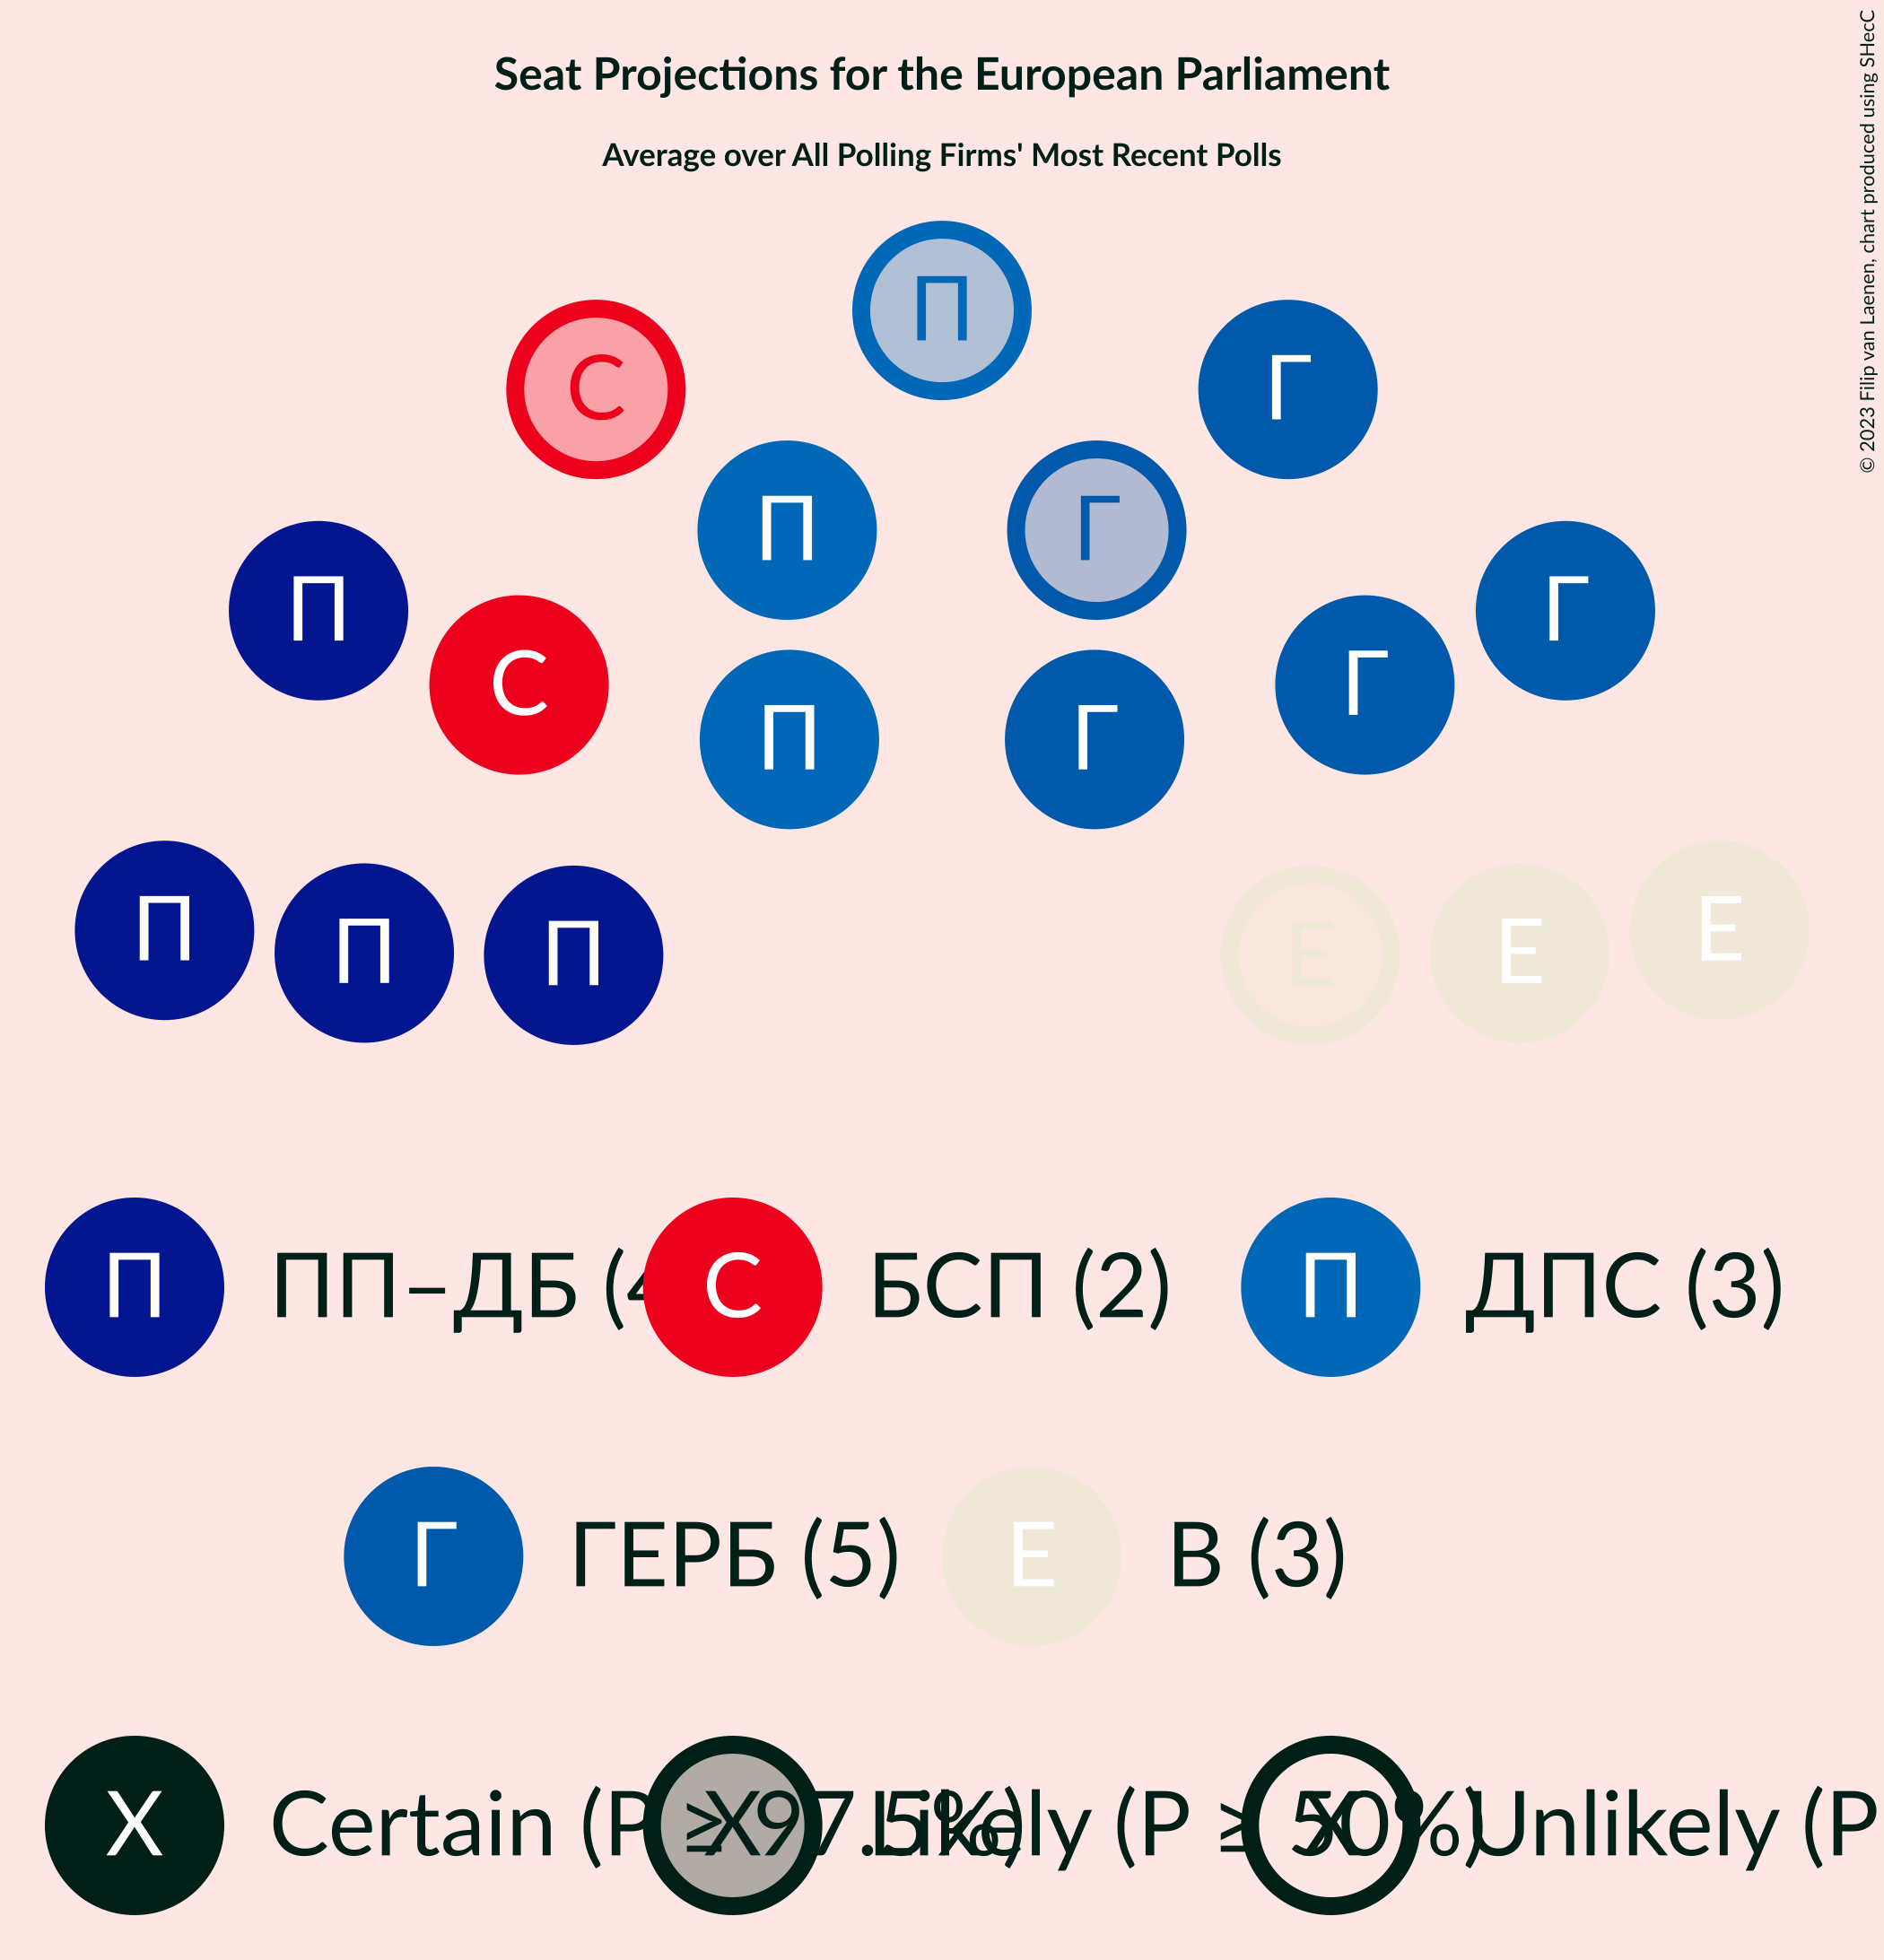 Seat Projections for the European Parliament
Average over All Polling Firms' Most Recent Polls
© 2023 Filip van Laenen, chart produced using SHecC
П
С
Г
П
Г
П
Г
С
Г
П
Г
П
П
П
Е
Е
Е
П ПП–ДБ (4 С БСП (2) П ДПС (3)
Г ГЕРБ (5) Е В (3)
X Certain (P ≥ 97.5%) X Likely (P ≥ 50%) X Unlikely (P